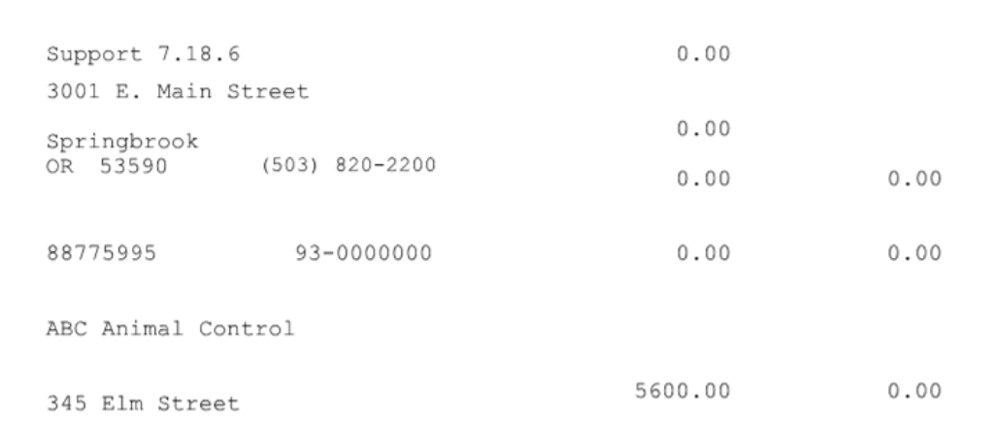 Support 7.18.6 0.00
3001 E. Main Street
0.00
Springbrook
OR 53590 (503) 820-2200
0.00 0.00
88775995 93-0000000 0.00 0.00
ABC Animal Control
5600.00 0.00
345 Elm Street